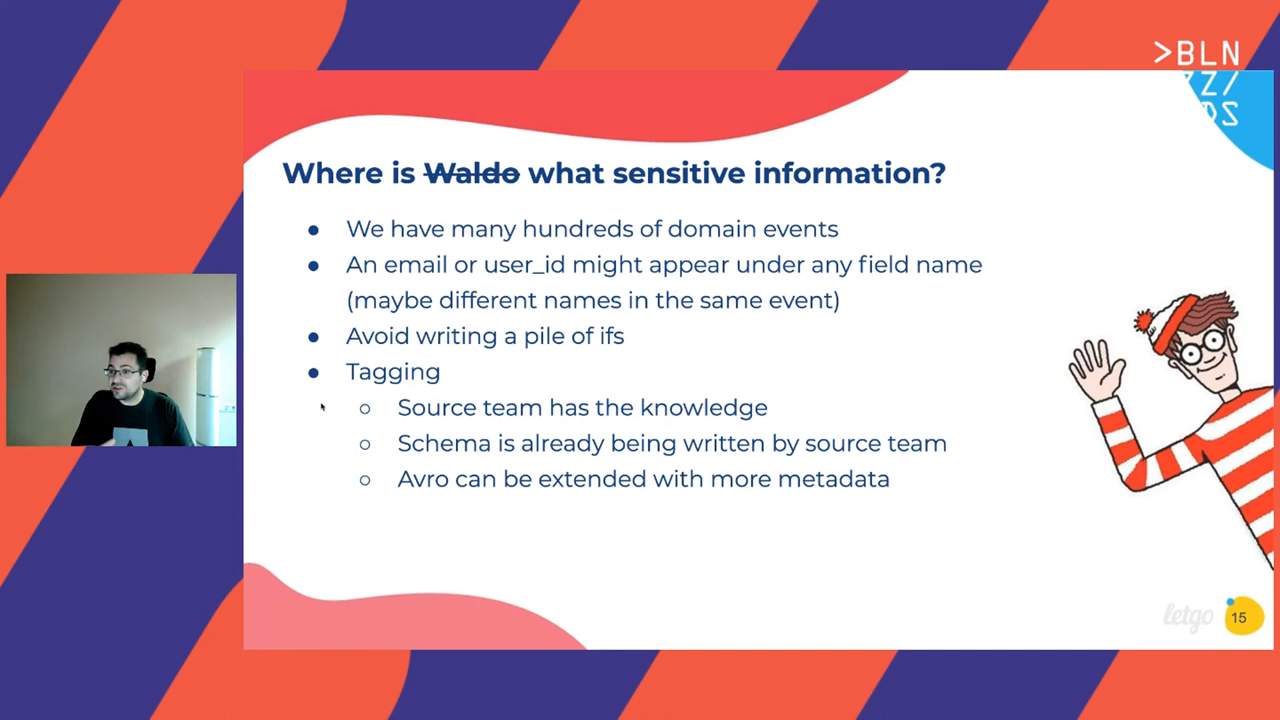 >BLN
ZZ/
DS
Where is Waldo what sensitive information?
● We have many hundreds of domain events
● An email or user_id might appear under any field name
(maybe different names in the same event)
● Avoid writing a pile of ifs
● Tagging
○ Source team has the knowledge
○ Schema is already being written by source team
○ Avro can be extended with more metadata
letgo
15